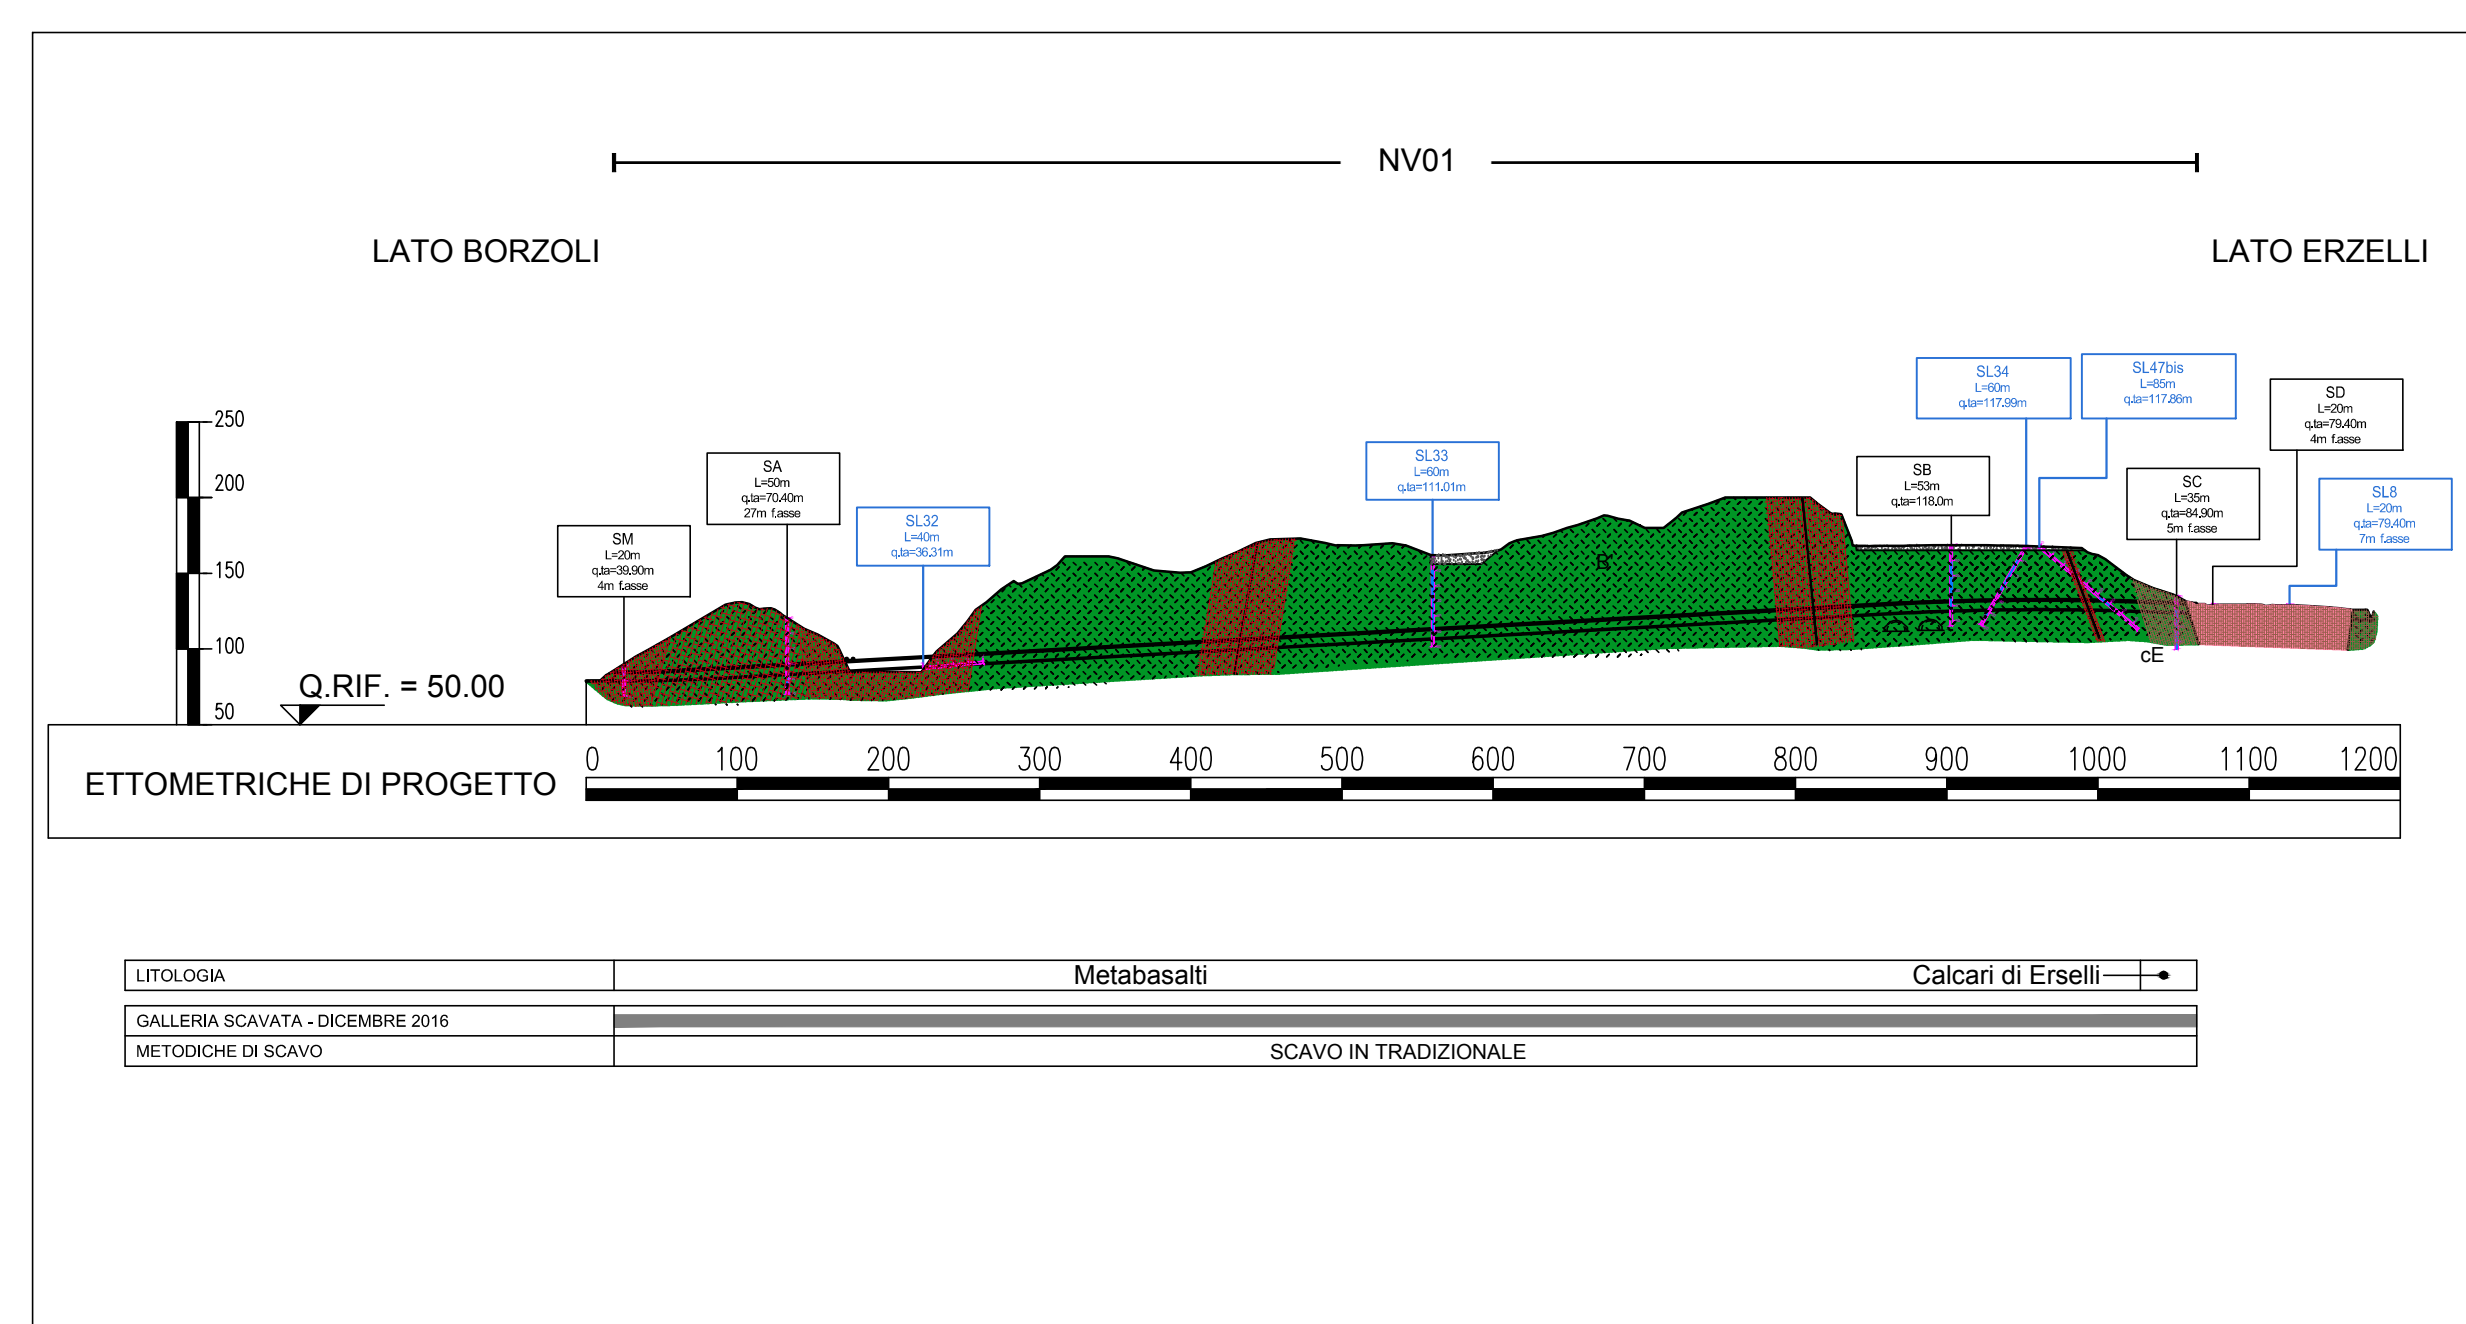 NV01
LATO BORZOLI
LATO ERZELLI
SL34
L=60m
q.ta=117.99m
SL47bis
L=85m
q.ta=117.86m
SD
L=20m
q.ta=79.40m
4m f.asse
SL33
L=60m
q.ta=111.01m
SA
L=50m
q.ta=70.40m
27m f.asse
SB
L=53m
q.ta=118.0m
SC
L=35m
q.ta=84.90m
5m f.asse
SL8
L=20m
q.ta=79.40m
7m f.asse
SL32
L=40m
q.ta=36.31m
SM
L=20m
q.ta=39.90m
4m f.asse
250
200
150
100
50
B
cE
Q.RIF. = 50.00
ETTOMETRICHE DI PROGETTO
0 100 200 300 400 500 600 700 800 900 1000 1100 1200
LITOLOGIA Metabasalti Calcari di Erselli
GALLERIA SCAVATA - DICEMBRE 2016
METODICHE DI SCAVO SCAVO IN TRADIZIONALE